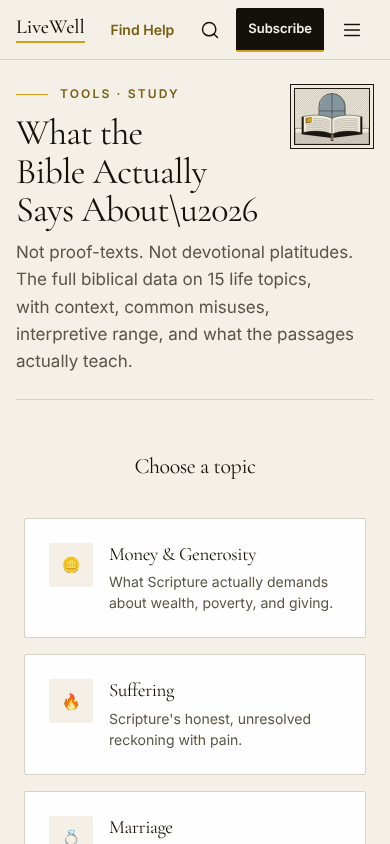 LiveWell
Find Help
Subscribe
TOOLS · STUDY
What the
Bible Actually
Says About\u2026
Not proof-texts. Not devotional platitudes.
The full biblical data on 15 life topics,
with context, common misuses,
interpretive range, and what the passages
actually teach.
Choose a topic
Money & Generosity
What Scripture actually demands
about wealth, poverty, and giving.
Suffering
Scripture's honest, unresolved
reckoning with pain.
Marriage